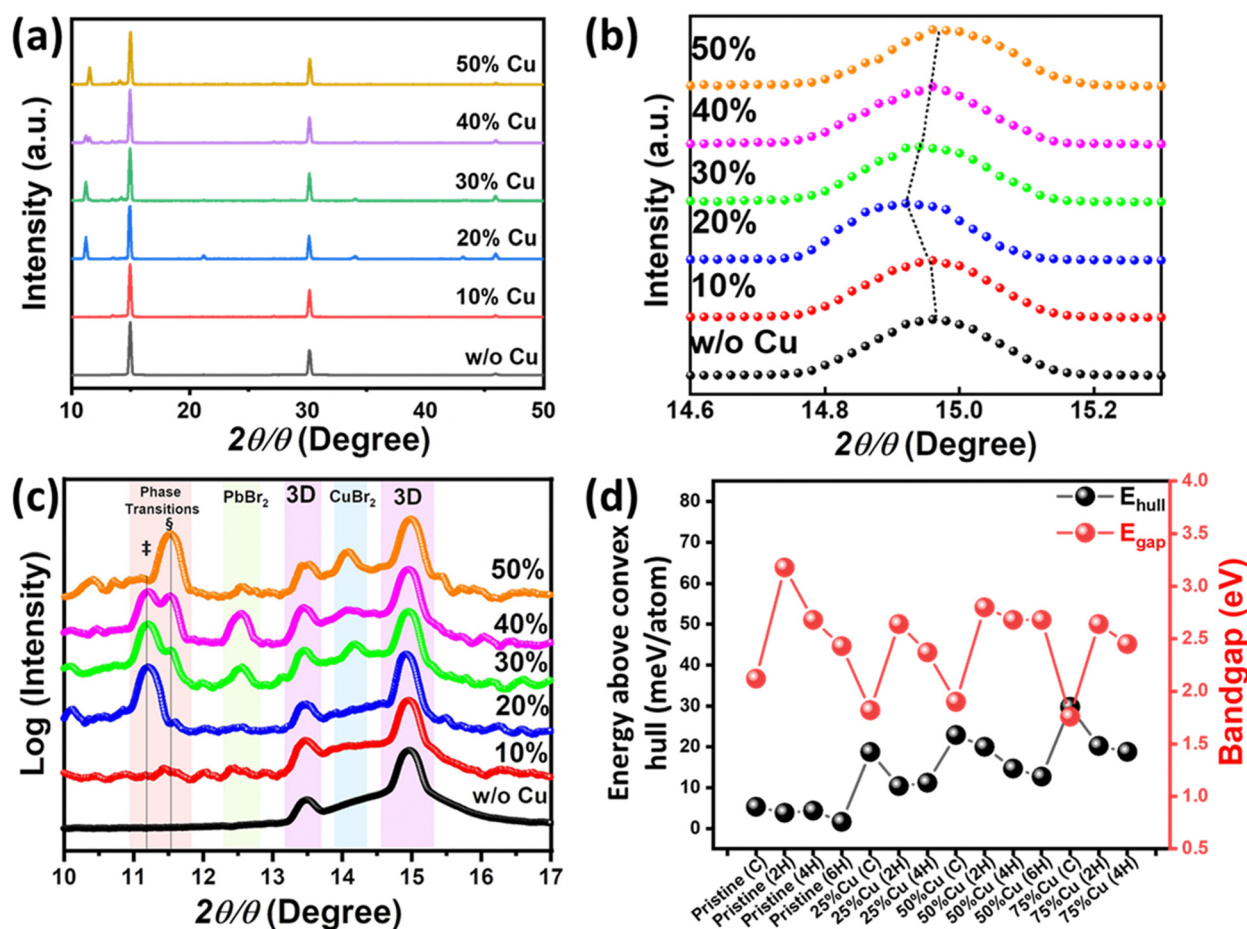 (a)
Intensity (a.u.)
50% Cu
40% Cu
30% Cu
20% Cu
10% Cu
w/o Cu
10 20 30 40 50
2θ/θ (Degree)
(b)
Intensity (a.u.)
50%
40%
30%
20%
10%
w/o Cu
14.6 14.8 15.0 15.2
2θ/θ (Degree)
(c)
Log (Intensity)
Phase
Transitions
‡ §
PbBr2
3D
CuBr2
3D
50%
40%
30%
20%
10%
w/o Cu
10 11 12 13 14 15 16 17
2θ/θ (Degree)
(d)
Energy above convex
hull (meV/atom)
80
70
60
50
40
30
20
10
0
Ehull
Egap
4.0
3.5
3.0
2.5
2.0
1.5
1.0
0.5
Bandgap (eV)
Pristine (C)
Pristine (2H)
Pristine (4H)
Pristine (6H)
25%Cu (C)
25%Cu (2H)
25%Cu (4H)
50%Cu (C)
50%Cu (2H)
50%Cu (4H)
50%Cu (6H)
75%Cu (C)
75%Cu (2H)
75%Cu (4H)